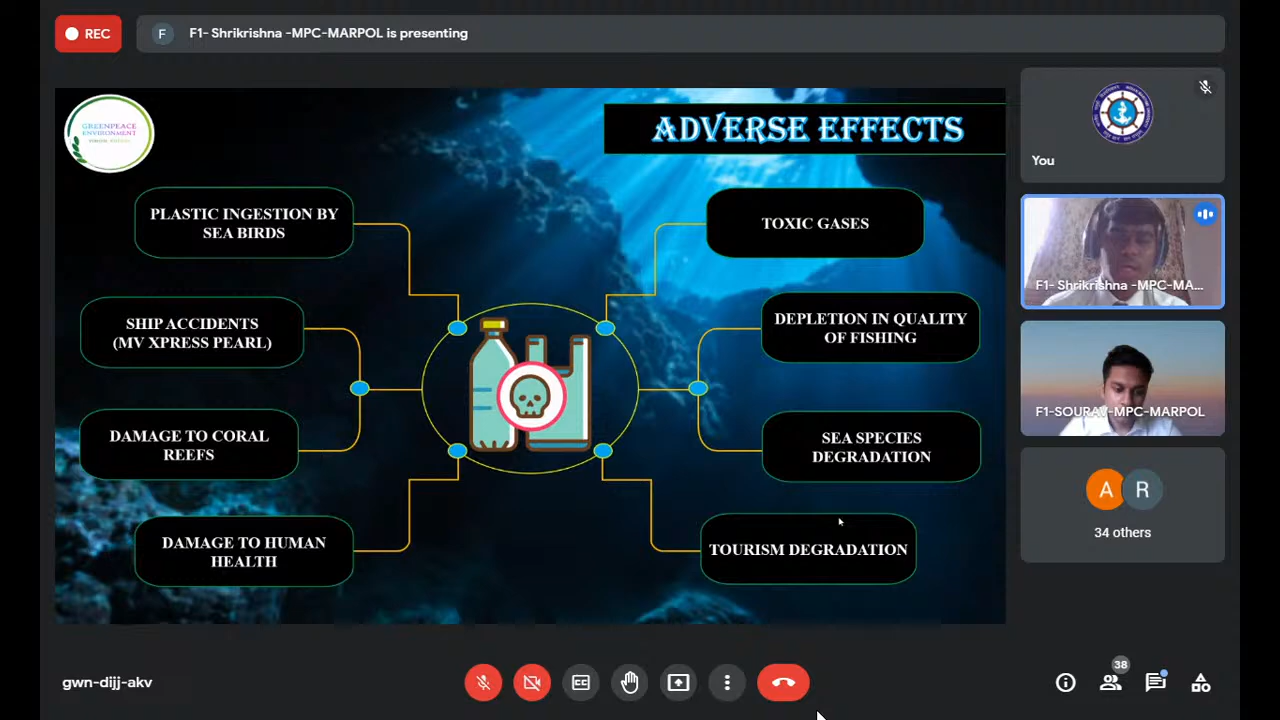 REC
F
F1- Shrikrishna -MPC-MARPOL is presenting
GREENPEACE
ENVIRONMENT
ADVERSE EFFECTS
You
PLASTIC INGESTION BY
SEA BIRDS
TOXIC GASES
F1- Shrikrishna -MPC-MA...
SHIP ACCIDENTS
(MV XPRESS PEARL)
DEPLETION IN QUALITY
OF FISHING
F1-SOURAV-MPC-MARPOL
DAMAGE TO CORAL
REEFS
SEA SPECIES
DEGRADATION
A
R
34 others
DAMAGE TO HUMAN
HEALTH
TOURISM DEGRADATION
gwn-dijj-akv
CC
38